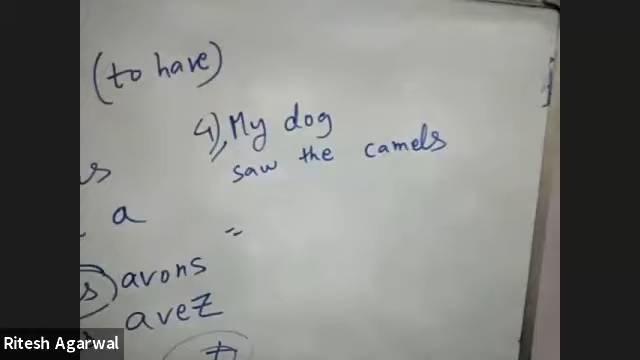 (to have)
4), My dog
saw the camels
a
=
avons
avez
Ritesh Agarwal